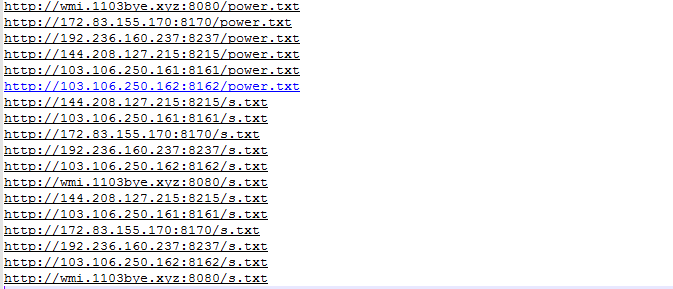 http://wmi.1103bye.xyz:8080/power.txt
http://172.83.155.170:8170/power.txt
http://192.236.160.237:8237/power.txt
http://144.208.127.215:8215/power.txt
http://103.106.250.161:8161/power.txt
http://103.106.250.162:8162/power.txt
http://144.208.127.215:8215/s.txt
http://103.106.250.161:8161/s.txt
http://172.83.155.170:8170/s.txt
http://192.236.160.237:8237/s.txt
http://103.106.250.162:8162/s.txt
http://wmi.1103bye.xyz:8080/s.txt
http://144.208.127.215:8215/s.txt
http://103.106.250.161:8161/s.txt
http://172.83.155.170:8170/s.txt
http://192.236.160.237:8237/s.txt
http://103.106.250.162:8162/s.txt
http://wmi.1103bye.xyz:8080/s.txt